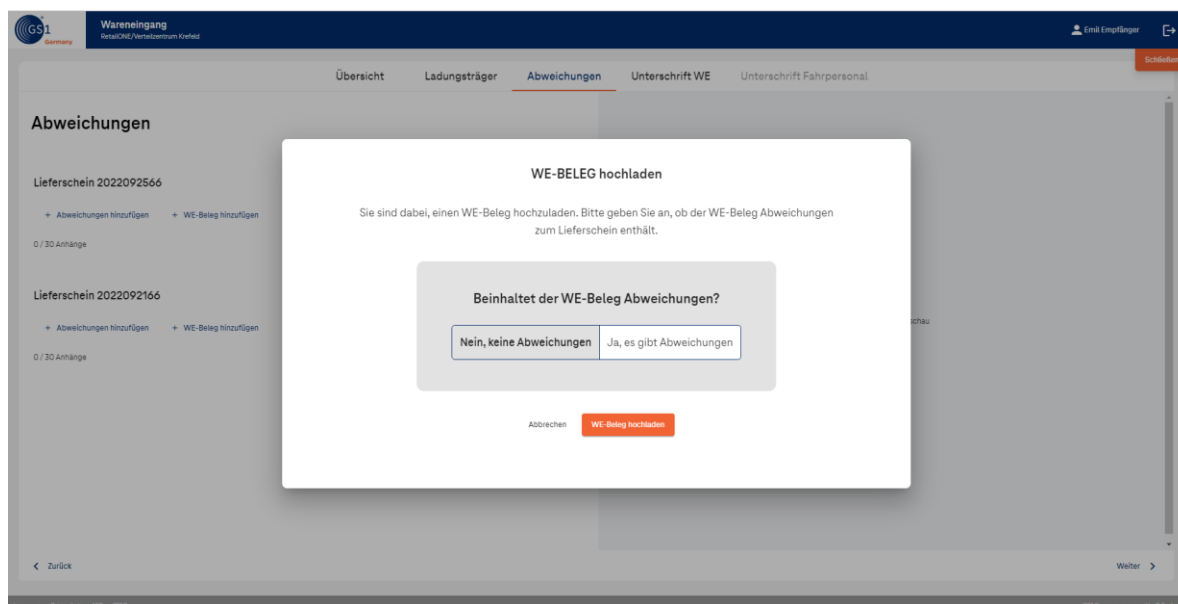 GS1
Germany
Wareneingang
RetailONE/Verteilzentrum Krefeld
Emil Empfänger
Schließen
Übersicht
Ladungsträger
Abweichungen
Unterschrift WE
Unterschrift Fahrpersonal
Abweichungen
Lieferschein 2022092566
+ Abweichungen hinzufügen + WE-Beleg hinzufügen
0 / 30 Anhänge
Lieferschein 2022092166
+ Abweichungen hinzufügen + WE-Beleg hinzufügen
0 / 30 Anhänge
schau
WE-BELEG hochladen
Sie sind dabei, einen WE-Beleg hochzuladen. Bitte geben Sie an, ob der WE-Beleg Abweichungen
zum Lieferschein enthält.
Beinhaltet der WE-Beleg Abweichungen?
Nein, keine Abweichungen
Ja, es gibt Abweichungen
Abbrechen
WE-Beleg hochladen
Zurück
Weiter